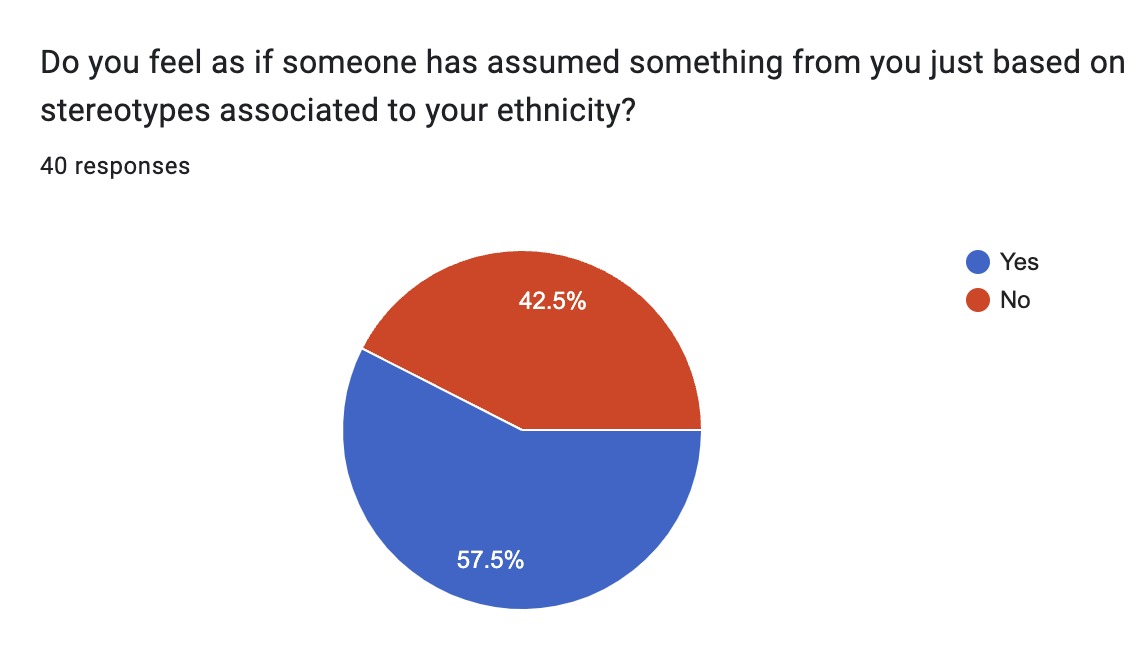 Do you feel as if someone has assumed something from you just based on
stereotypes associated to your ethnicity?
40 responses
Yes
No
42.5%
57.5%